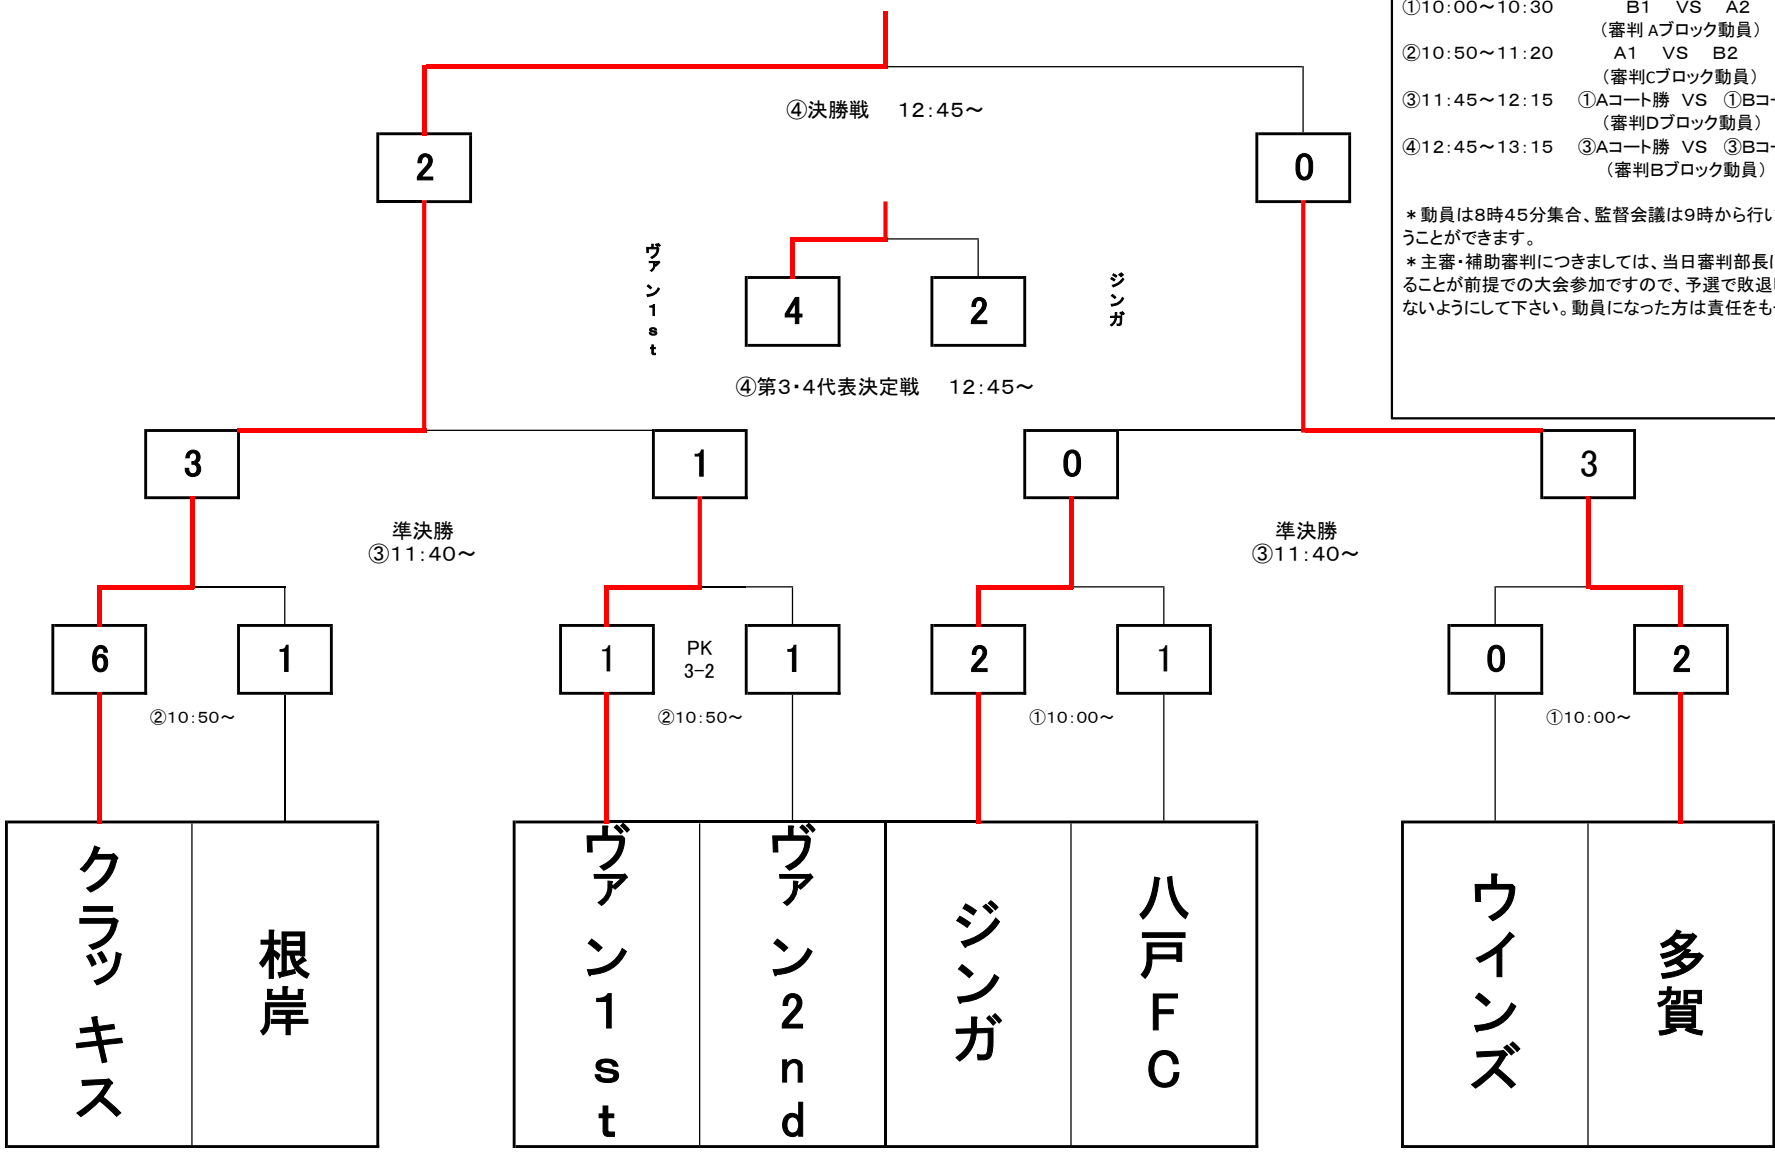 ①10:00～10:30　B1　VS　A2
（審判 Aブロック動員）
②10:50～11:20　A1　VS　B2
（審判Cブロック動員）
③11:45～12:15　①Aコート勝 VS ①Bコー
（審判Dブロック動員）
④12:45～13:15　③Aコート勝 VS ③Bコー
（審判Bブロック動員）
＊動員は8時45分集合、監督会議は9時から行い
うことができます。
＊主審・補助審判につきましては、当日審判部長に
ることが前提での大会参加ですので、予選で敗退し
ないようにして下さい。動員になった方は責任をも
④決勝戦　12:45～
2
0
ヴァン1st
4
2
ジンガ
④第3・4代表決定戦　12:45～
3
1
0
3
準決勝
③11:40～
準決勝
③11:40～
6
1
1
PK
3-2
1
2
1
0
2
②10:50～
②10:50～
①10:00～
①10:00～
クラッキス
根岸
ヴァン1st
ヴァン2nd
ジンガ
八戸FC
ウインズ
多賀